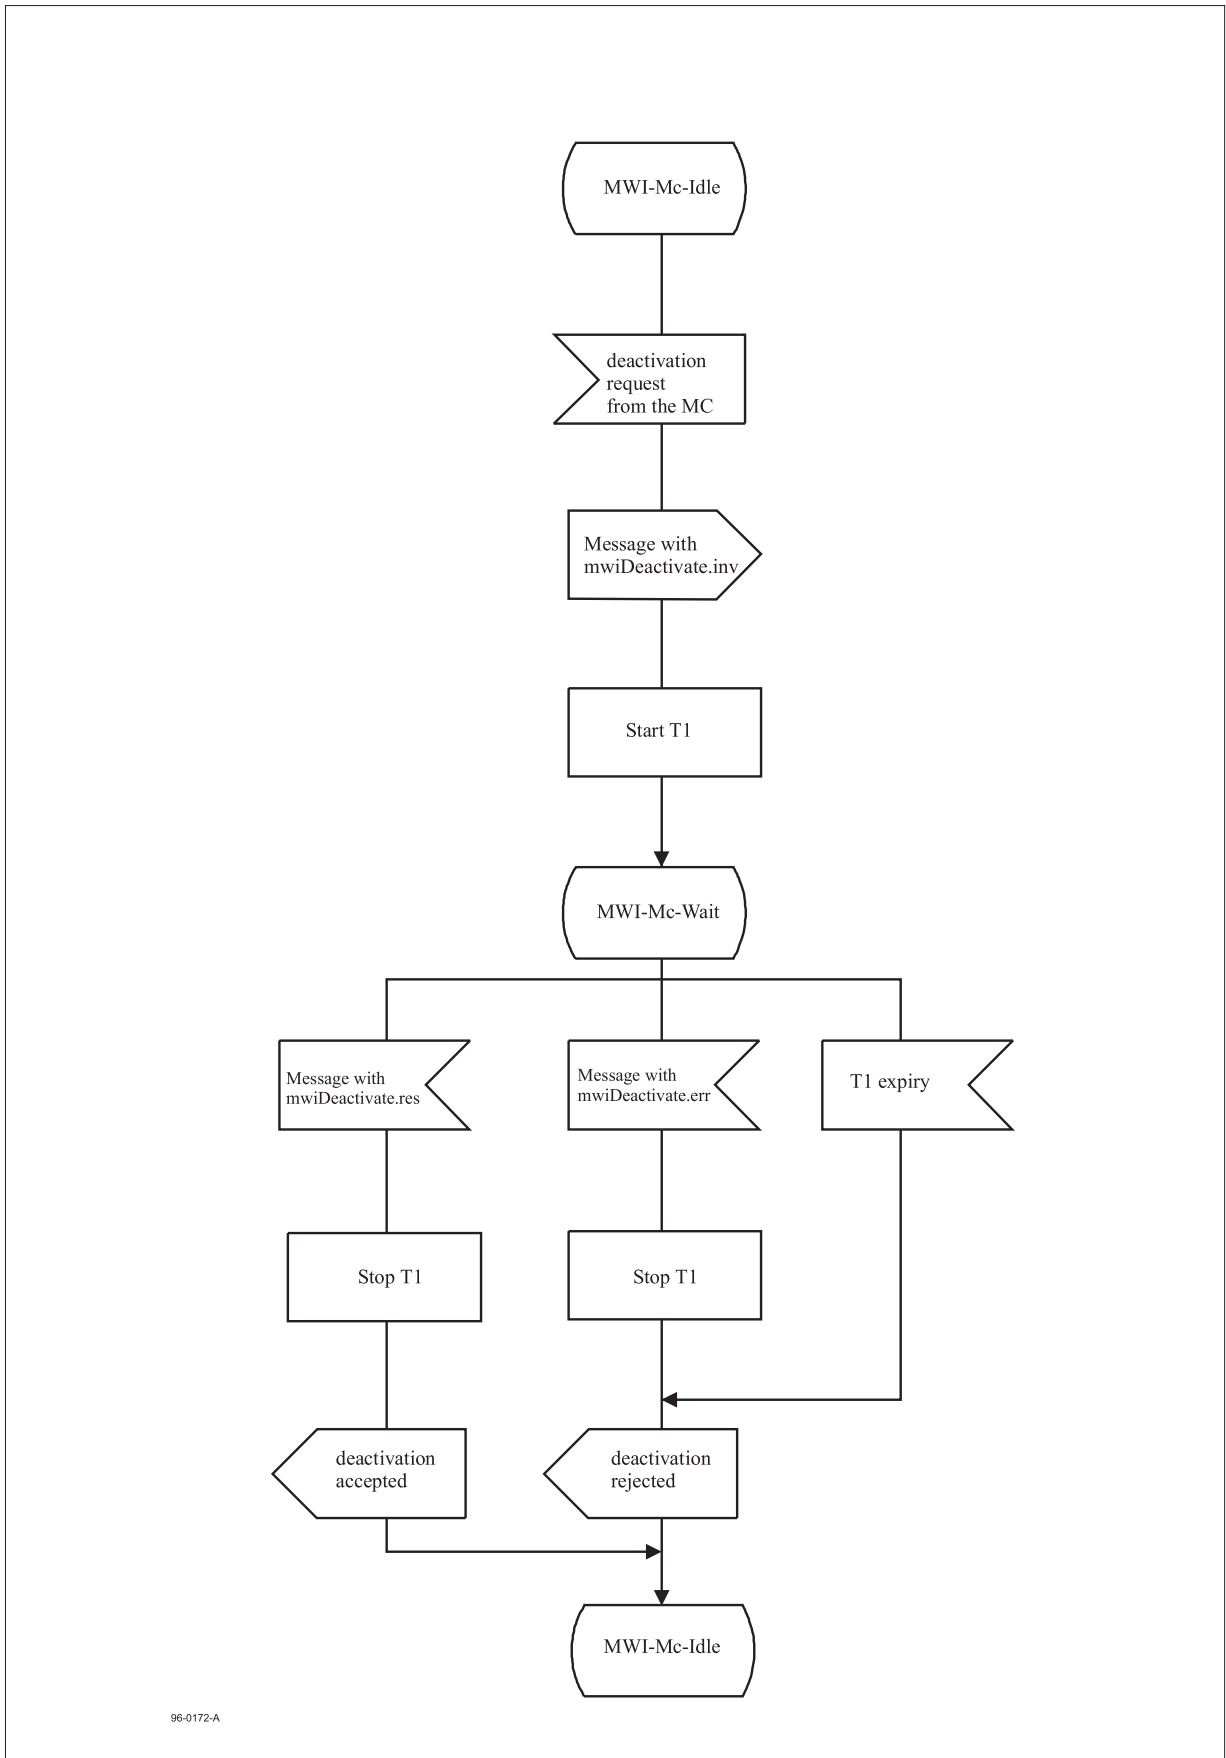 MWI-Mc-Idle
deactivation
request
from the MC
Message with
mwiDeactivate.inv
Start T1
MWI-Mc-Wait
Message with
mwiDeactivate.res
Message with
mwiDeactivate.err
T1 expiry
Stop T1
Stop T1
deactivation
accepted
deactivation
rejected
MWI-Mc-Idle
96-0172-A